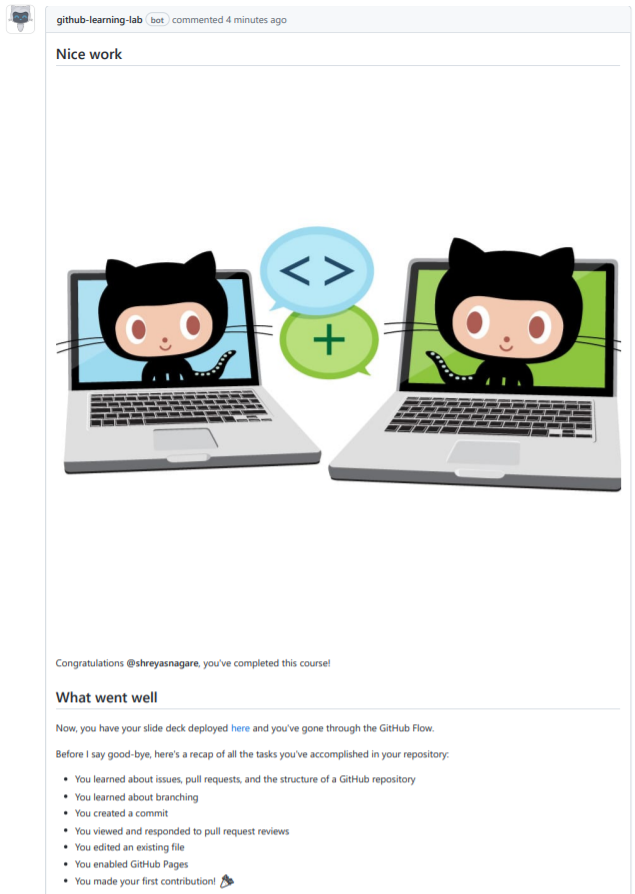 github-learning-lab bot commented 4 minutes ago
Nice work
< >
+
Congratulations @shreyasnagare, you've completed this course!
What went well
Now, you have your slide deck deployed here and you've gone through the GitHub Flow.
Before I say good-bye, here's a recap of all the tasks you've accomplished in your repository:
• You learned about issues, pull requests, and the structure of a GitHub repository
• You learned about branching
• You created a commit
• You viewed and responded to pull request reviews
• You edited an existing file
• You enabled GitHub Pages
• You made your first contribution! 🎉